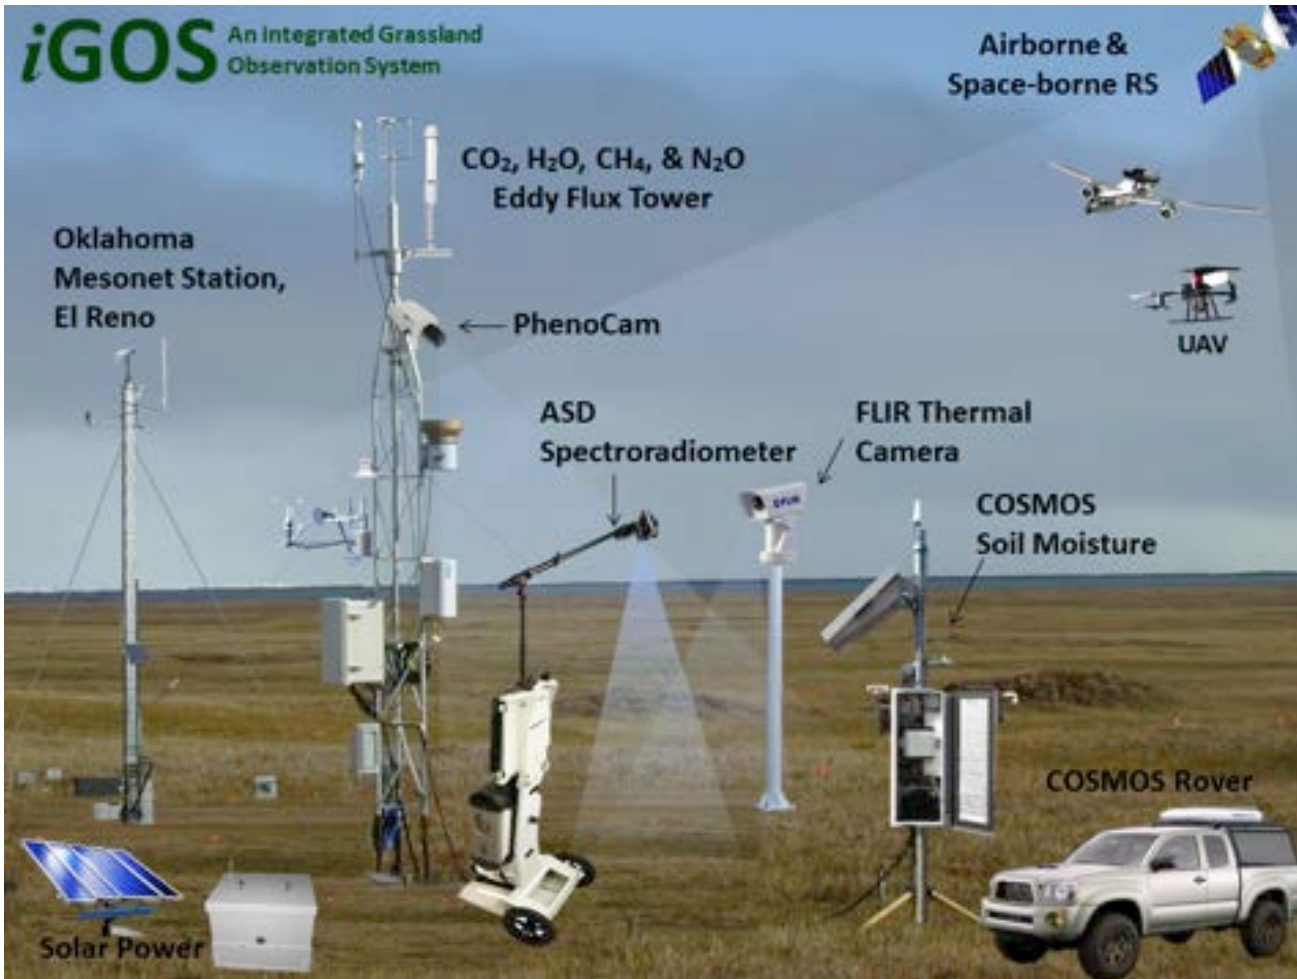 iGOS An Integrated Grassland
Observation System
Airborne &
Space-borne RS
CO₂, H₂O, CH₄, & N₂O
Eddy Flux Tower
Oklahoma
Mesonet Station,
El Reno
PhenoCam
UAV
ASD
Spectroradiometer
FLIR Thermal
Camera
FLIR
COSMOS
Soil Moisture
COSMOS Rover
Solar Power